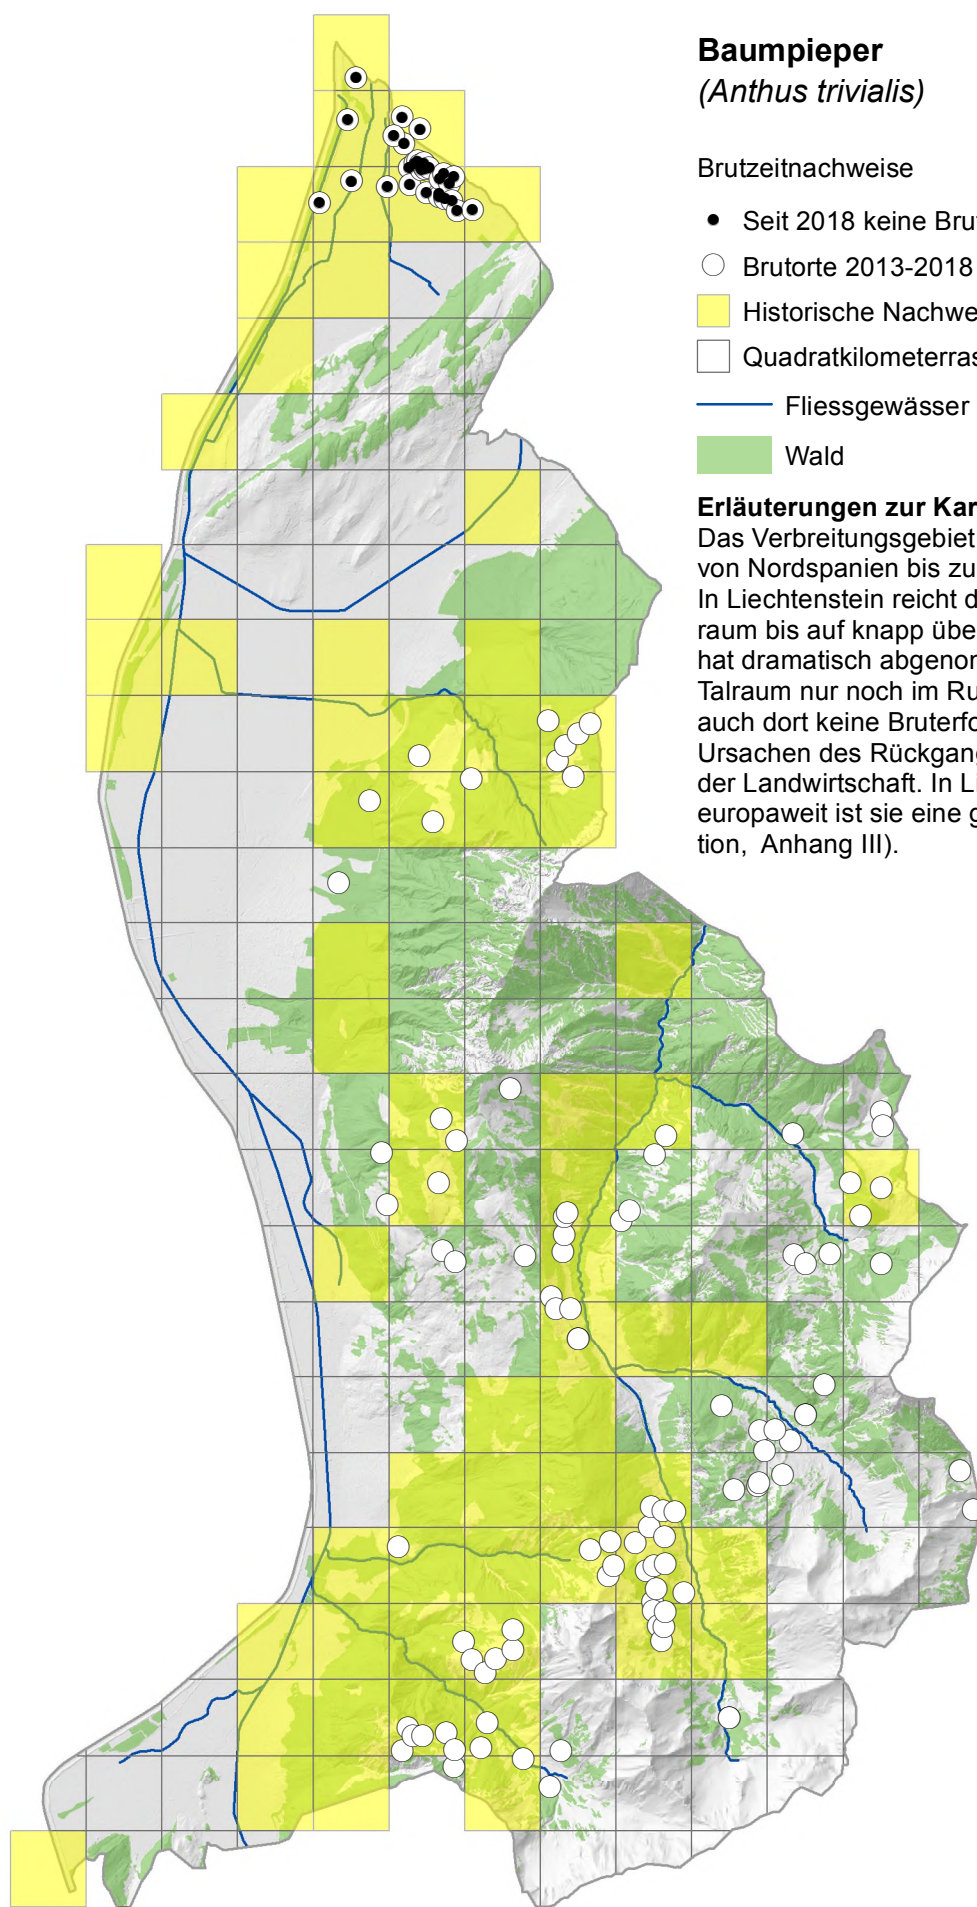 Baumpieper
(Anthus trivialis)
Brutzeitnachweise
Seit 2018 keine Bru
Brutorte 2013-2018
Historische Nachwe
Quadratkilometerras
Fliessgewässer
Wald
Erläuterungen zur Kar
Das Verbreitungsgebiet
von Nordspanien bis zu
In Liechtenstein reicht d
raum bis auf knapp übe
hat dramatisch abgenor
Talraum nur noch im Ru
auch dort keine Bruterfo
Ursachen des Rückgang
der Landwirtschaft. In Li
europaweit ist sie eine g
tion, Anhang III).